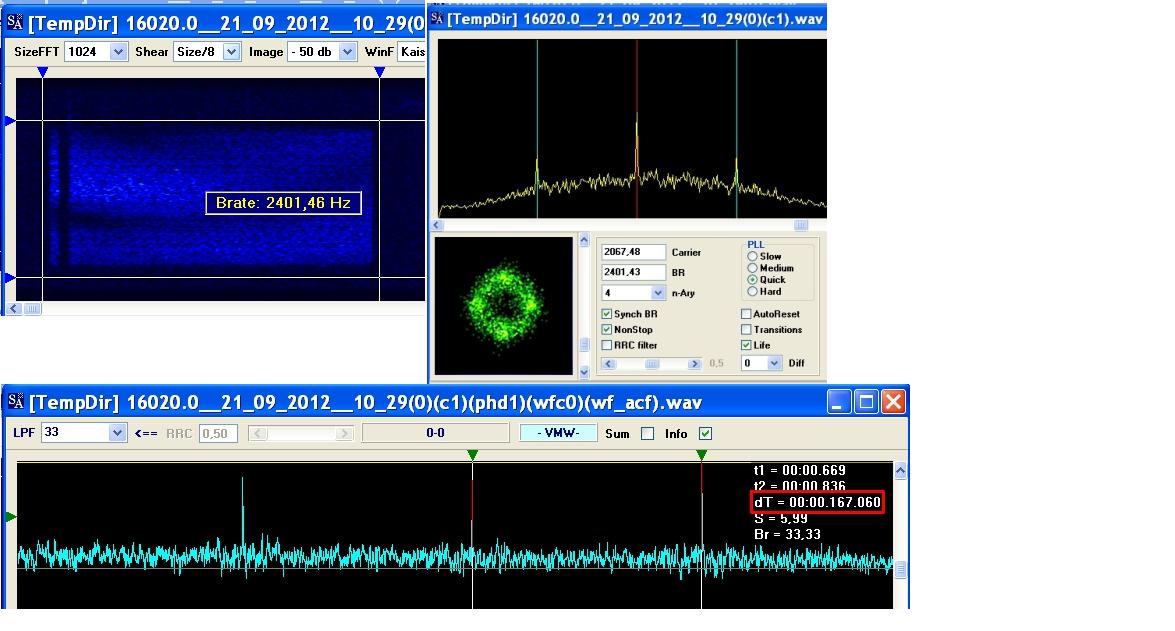 [TempDir] 16020.0__21_09_2012__10_29(0
SizeFFT 1024 Shear Size/8 Image - 50 db WinF Kais
Brate: 2401,46 Hz
[TempDir] 16020.0__21_09_2012__10_29(0)(c1).wav
2067,48 Carrier
2401,43 BR
4 n-Ary
PLL
Slow
Medium
Quick
Hard
Synch BR
NonStop
RRC filter
AutoReset
Transitions
Life
0,5
0 Diff
[TempDir] 16020.0__21_09_2012__10_29(0)(c1)(phd1)(wfc0)(wf_acf).wav
LPF 33 <== RRC 0,50 0-0 - VMW- Sum Info
t1 = 00:00.669
t2 = 00:00.836
dT = 00:00.167.060
S = 5,99
Br = 33,33